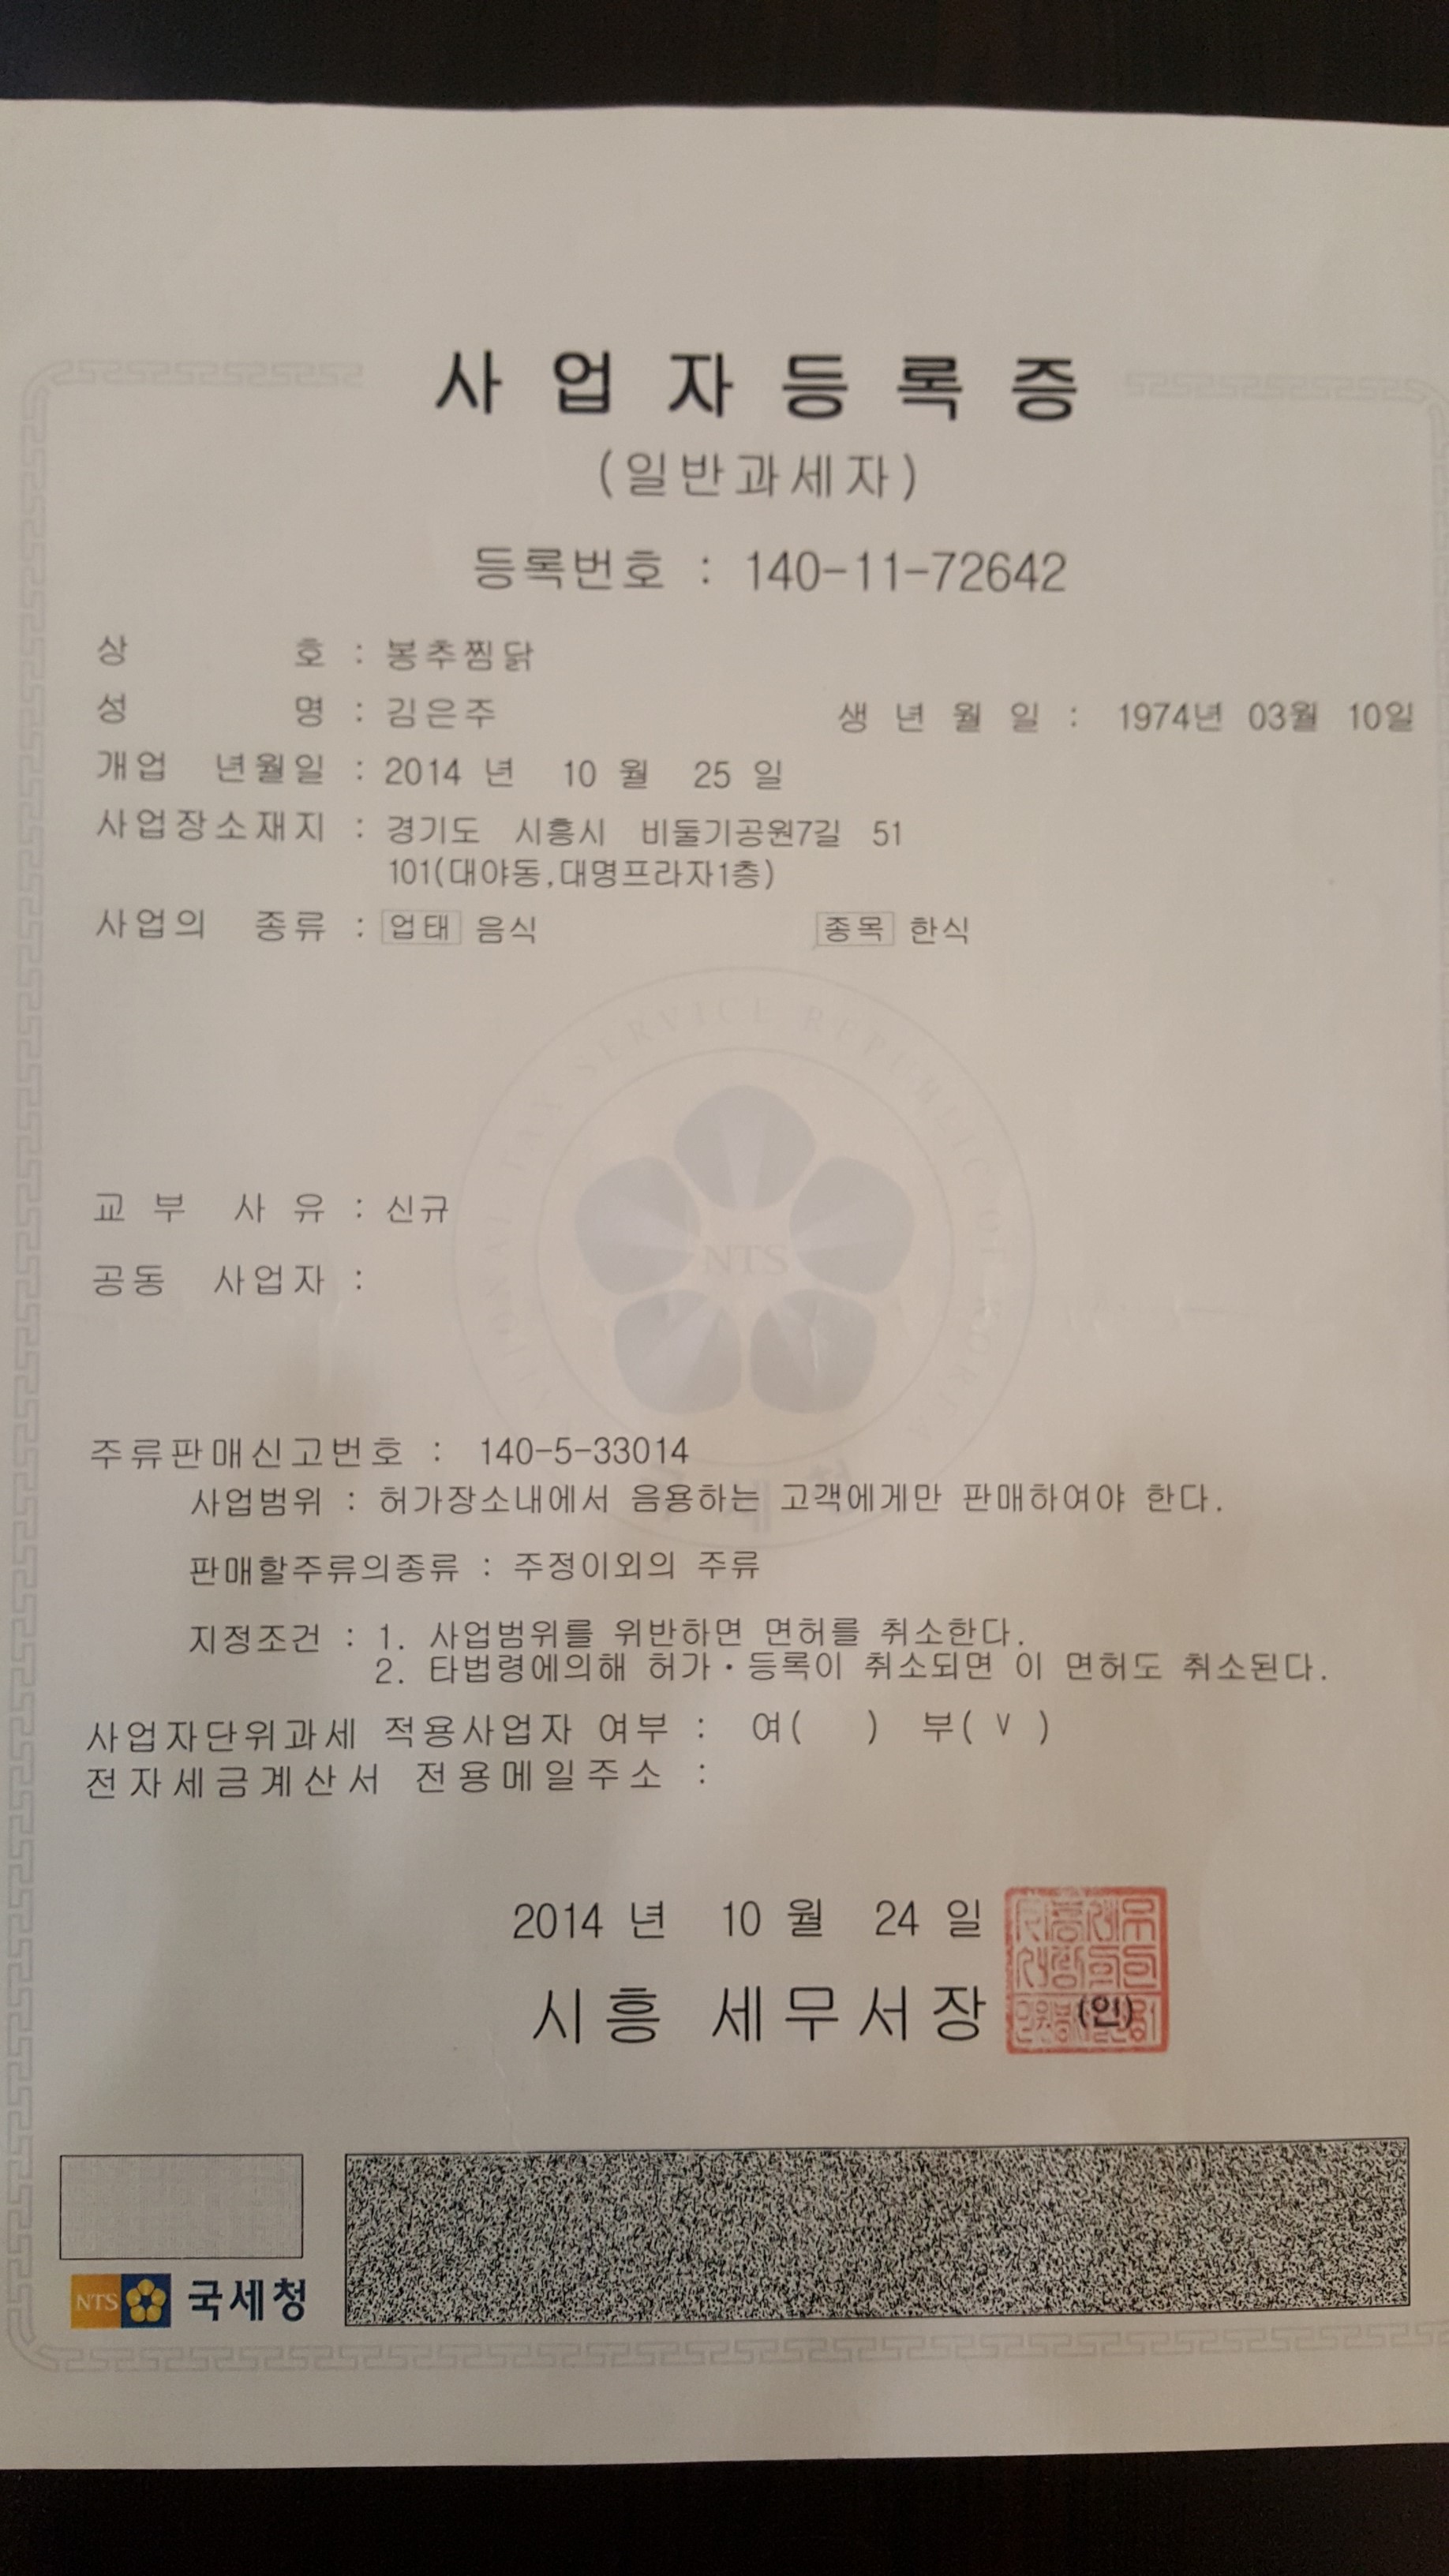 사업자등록증
(일반과세자)
등록번호 : 140-11-72642
상 호 : 봉추찜닭
성 명 : 김은주 생 년 월 일 : 1974년 03월 10일
개업 년월일 : 2014 년 10 월 25 일
사업장소재지 : 경기도 시흥시 비둘기공원7길 51
101(대야동,대명프라자1층)
사업의 종류 : 업태 음식 종목 한식
NTS
교 부 사 유 : 신규
공동 사업자 :
주류판매신고번호 : 140-5-33014
사업범위 : 허가장소내에서 음용하는 고객에게만 판매하여야 한다.
판매할주류의종류 : 주정이외의 주류
지정조건 : 1. 사업범위를 위반하면 면허를 취소한다.
2. 타법령에의해 허가·등록이 취소되면 이 면허도 취소된다.
사업자단위과세 적용사업자 여부 : 여( ) 부( v )
전자세금계산서 전용메일주소 :
2014 년 10 월 24 일
시흥 세무서장 (인)
NTS 국세청